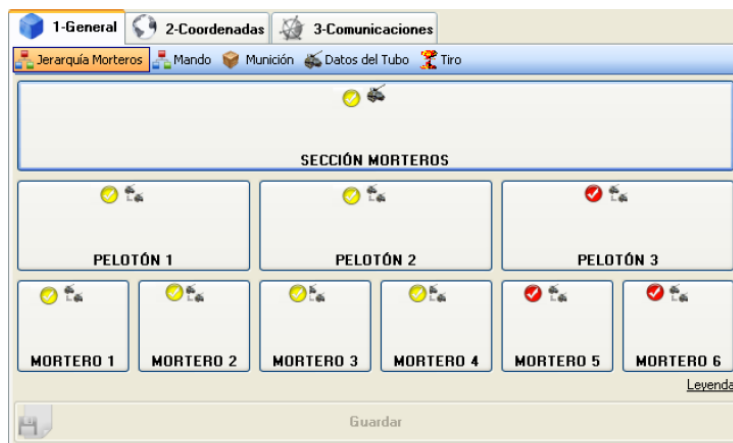 1-General 2-Coordenadas 3-Comunicaciones
Jerarquía Morteros Mando Munición Datos del Tubo Tiro
SECCIÓN MORTEROS
PELOTÓN 1 PELOTÓN 2 PELOTÓN 3
MORTERO 1 MORTERO 2 MORTERO 3 MORTERO 4 MORTERO 5 MORTERO 6
Leyenda
Guardar